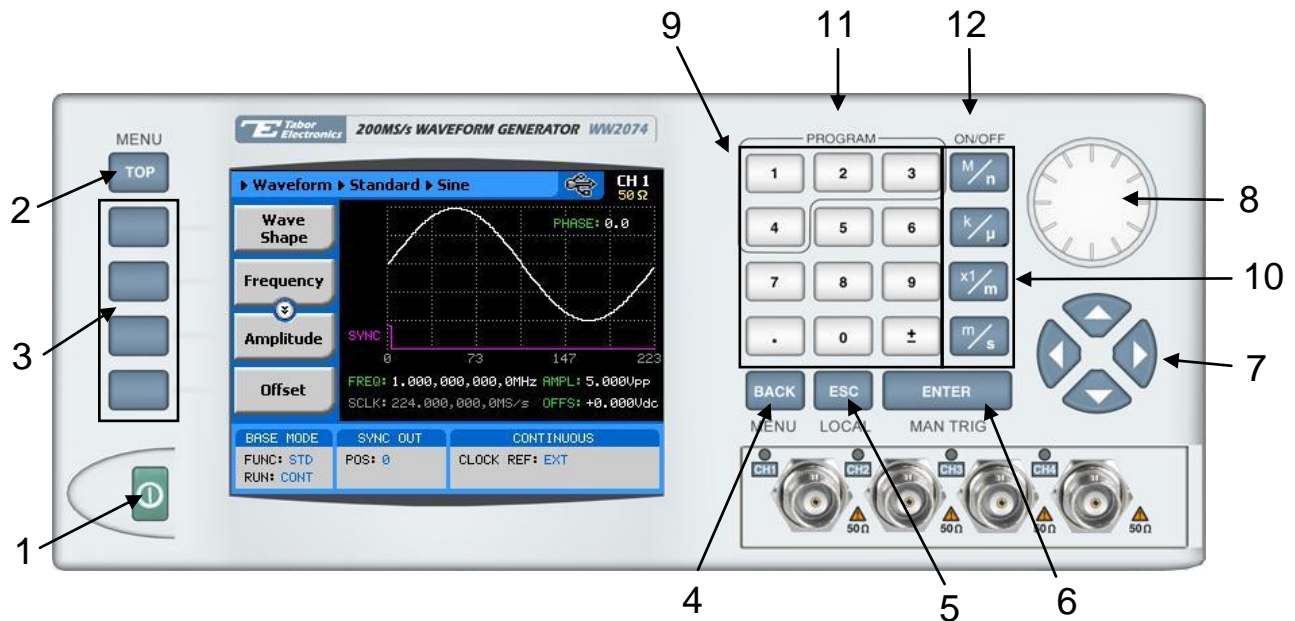 9
11
12
MENU
Tabor Electronics 200MS/s WAVEFORM GENERATOR WW2074
PROGRAM
ON/OFF
TOP
2
Waveform Standard Sine
CH 1
50 Ω
1
2
3
M/n
8
Wave
Shape
PHASE: 0.0
4
5
6
k/μ
Frequency
3
7
8
9
x1/m
10
Amplitude
SYNC
.
0
±
m/s
7
0 73 147 223
Offset
FREQ: 1.000,000,000,0MHz AMPL: 5.000Vpp
SCLK: 224.000,000,0MS/s OFFS: +0.000Vdc
BACK
ESC
ENTER
MENU
LOCAL
MAN TRIG
BASE MODE
SYNC OUT
CONTINUOUS
FUNC: STD
POS: 0
CLOCK REF: EXT
RUN: CONT
CH1
CH2
CH3
CH4
50Ω
50Ω
50Ω
50Ω
1
4
5
6